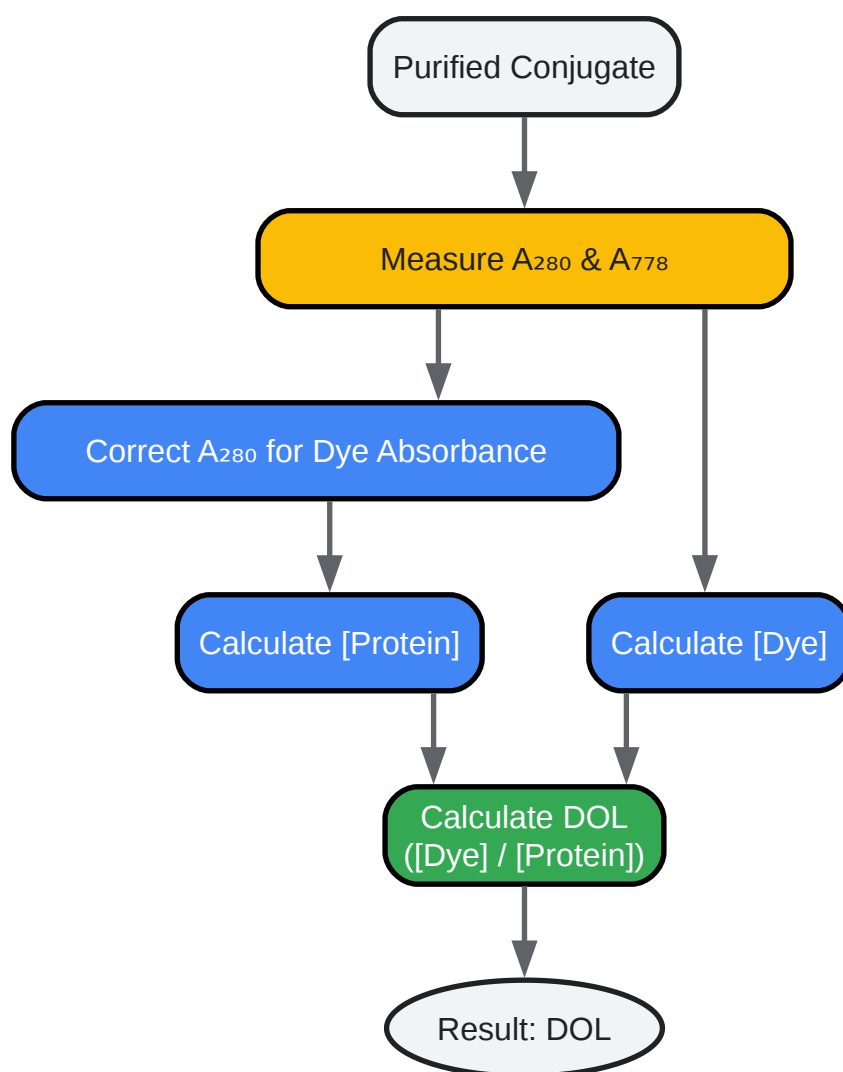 Purified Conjugate
Measure A₂₈₀ & A₇₇₈
Correct A₂₈₀ for Dye Absorbance
Calculate [Protein]
Calculate [Dye]
Calculate DOL
([Dye] / [Protein])
Result: DOL